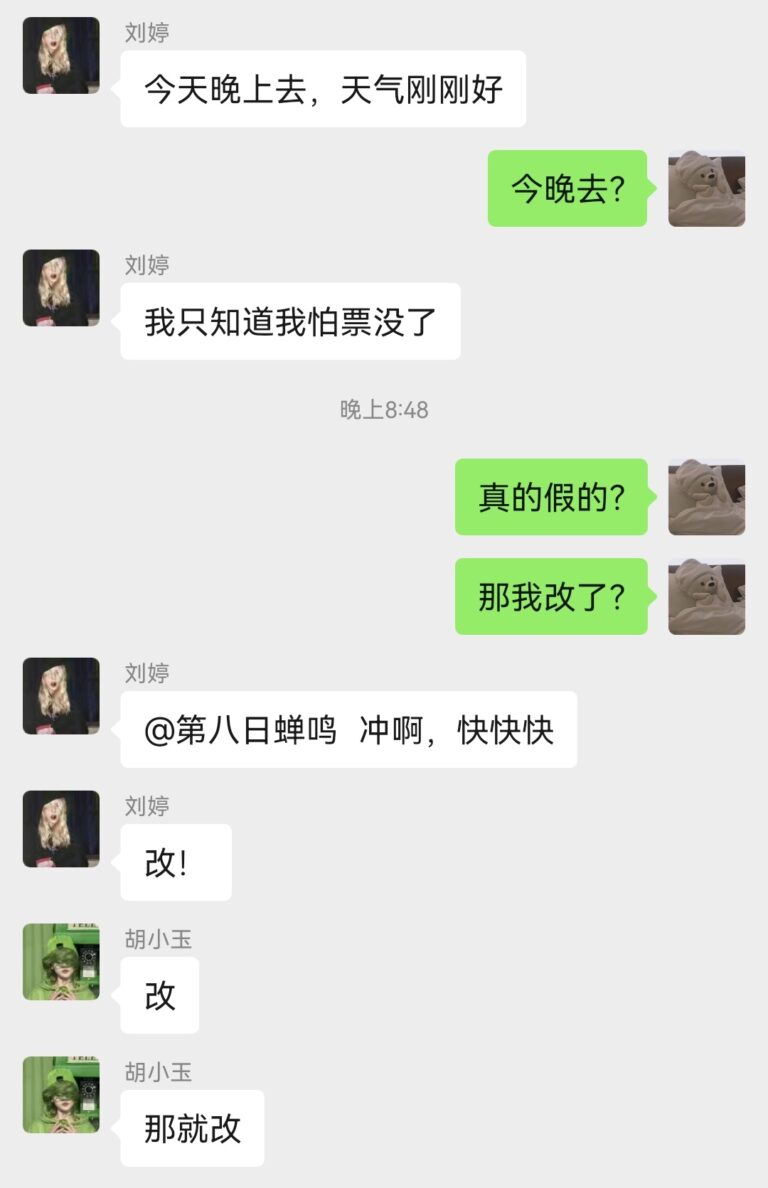 刘婷
今天晚上去，天气刚刚好
今晚去？
刘婷
我只知道我怕票没了
晚上8:48
真的假的？
那我改了？
刘婷
@第八日蝉鸣 冲啊，快快快
刘婷
改！
胡小玉
改
胡小玉
那就改